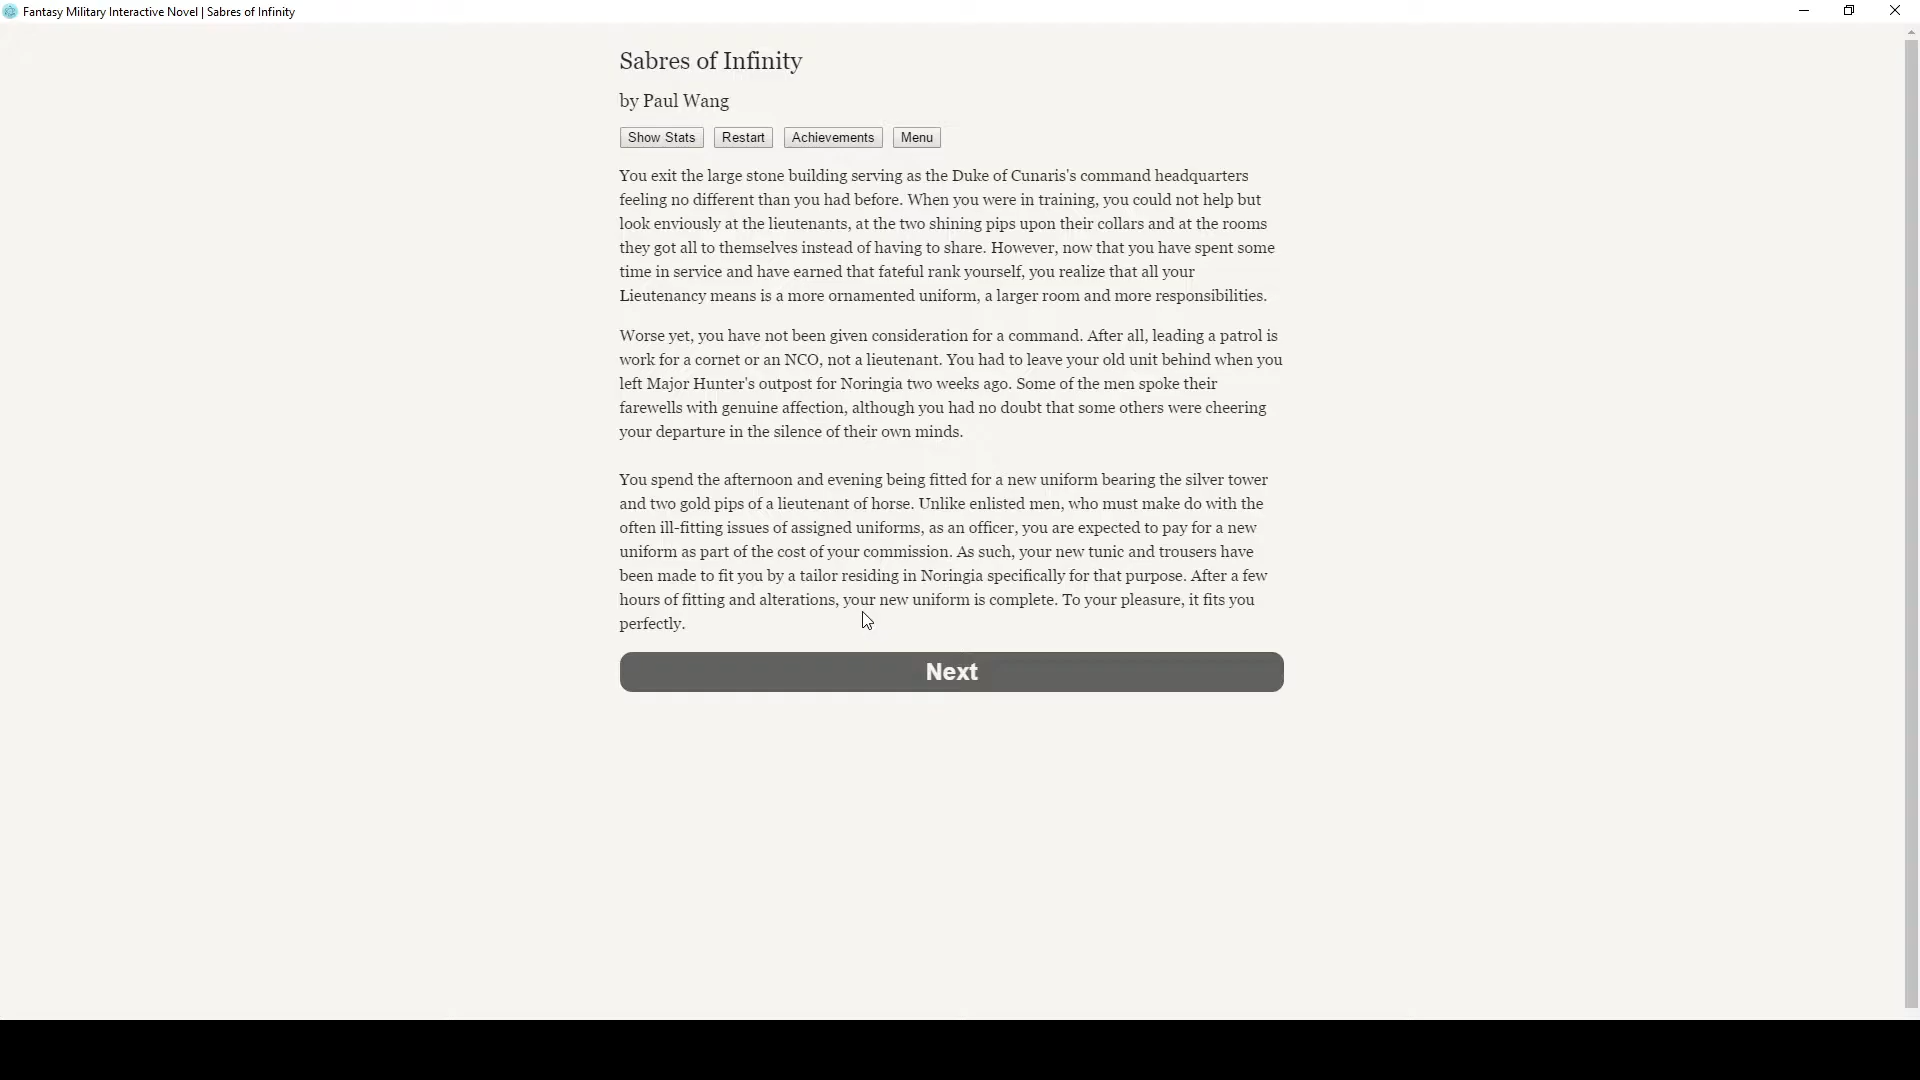 Fantasy Military Interactive Novel | Sabres of Infinity
Sabres of Infinity
by Paul Wang
Show Stats Restart Achievements Menu
You exit the large stone building serving as the Duke of Cunaris's command headquarters
feeling no different than you had before. When you were in training, you could not help but
look enviously at the lieutenants, at the two shining pips upon their collars and at the rooms
they got all to themselves instead of having to share. However, now that you have spent some
time in service and have earned that fateful rank yourself, you realize that all your
Lieutenancy means is a more ornamented uniform, a larger room and more responsibilities.
Worse yet, you have not been given consideration for a command. After all, leading a patrol is
work for a cornet or an NCO, not a lieutenant. You had to leave your old unit behind when you
left Major Hunter's outpost for Noringia two weeks ago. Some of the men spoke their
farewells with genuine affection, although you had no doubt that some others were cheering
your departure in the silence of their own minds.
You spend the afternoon and evening being fitted for a new uniform bearing the silver tower
and two gold pips of a lieutenant of horse. Unlike enlisted men, who must make do with the
often ill-fitting issues of assigned uniforms, as an officer, you are expected to pay for a new
uniform as part of the cost of your commission. As such, your new tunic and trousers have
been made to fit you by a tailor residing in Noringia specifically for that purpose. After a few
hours of fitting and alterations, your new uniform is complete. To your pleasure, it fits you
perfectly.
Next